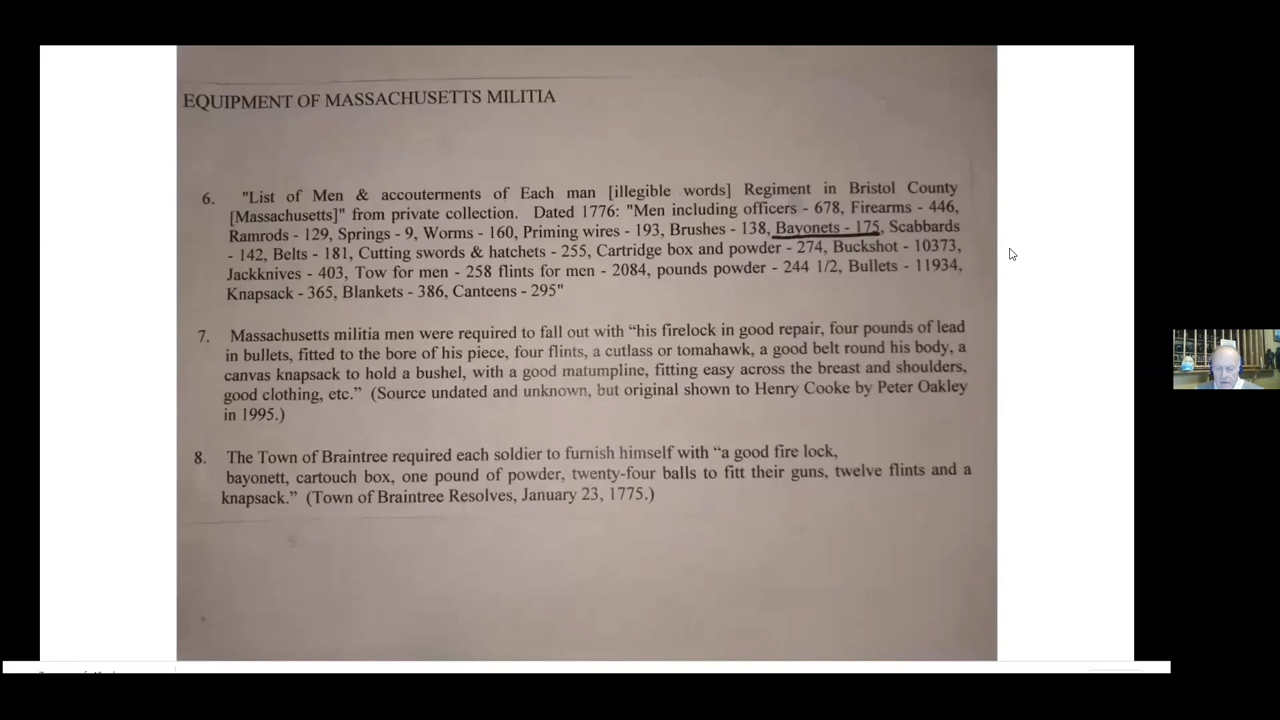 EQUIPMENT OF MASSACHUSETTS MILITIA
6. "List of Men & accouterments of Each man [illegible words] Regiment in Bristol County
[Massachusetts]" from private collection. Dated 1776: "Men including officers - 678, Firearms - 446,
Ramrods - 129, Springs - 9, Worms - 160, Priming wires - 193, Brushes - 138, Bayonets - 175, Scabbards
- 142, Belts - 181, Cutting swords & hatchets - 255, Cartridge box and powder - 274, Buckshot - 10373,
Jackknives - 403, Tow for men - 258 flints for men - 2084, pounds powder - 244 1/2, Bullets - 11934,
Knapsack - 365, Blankets - 386, Canteens - 295"
7. Massachusetts militia men were required to fall out with “his firelock in good repair, four pounds of lead
in bullets, fitted to the bore of his piece, four flints, a cutlass or tomahawk, a good belt round his body, a
canvas knapsack to hold a bushel, with a good matumpline, fitting easy across the breast and shoulders,
good clothing, etc.” (Source undated and unknown, but original shown to Henry Cooke by Peter Oakley
in 1995.)
8. The Town of Braintree required each soldier to furnish himself with “a good fire lock,
bayonett, cartouch box, one pound of powder, twenty-four balls to fitt their guns, twelve flints and a
knapsack.” (Town of Braintree Resolves, January 23, 1775.)